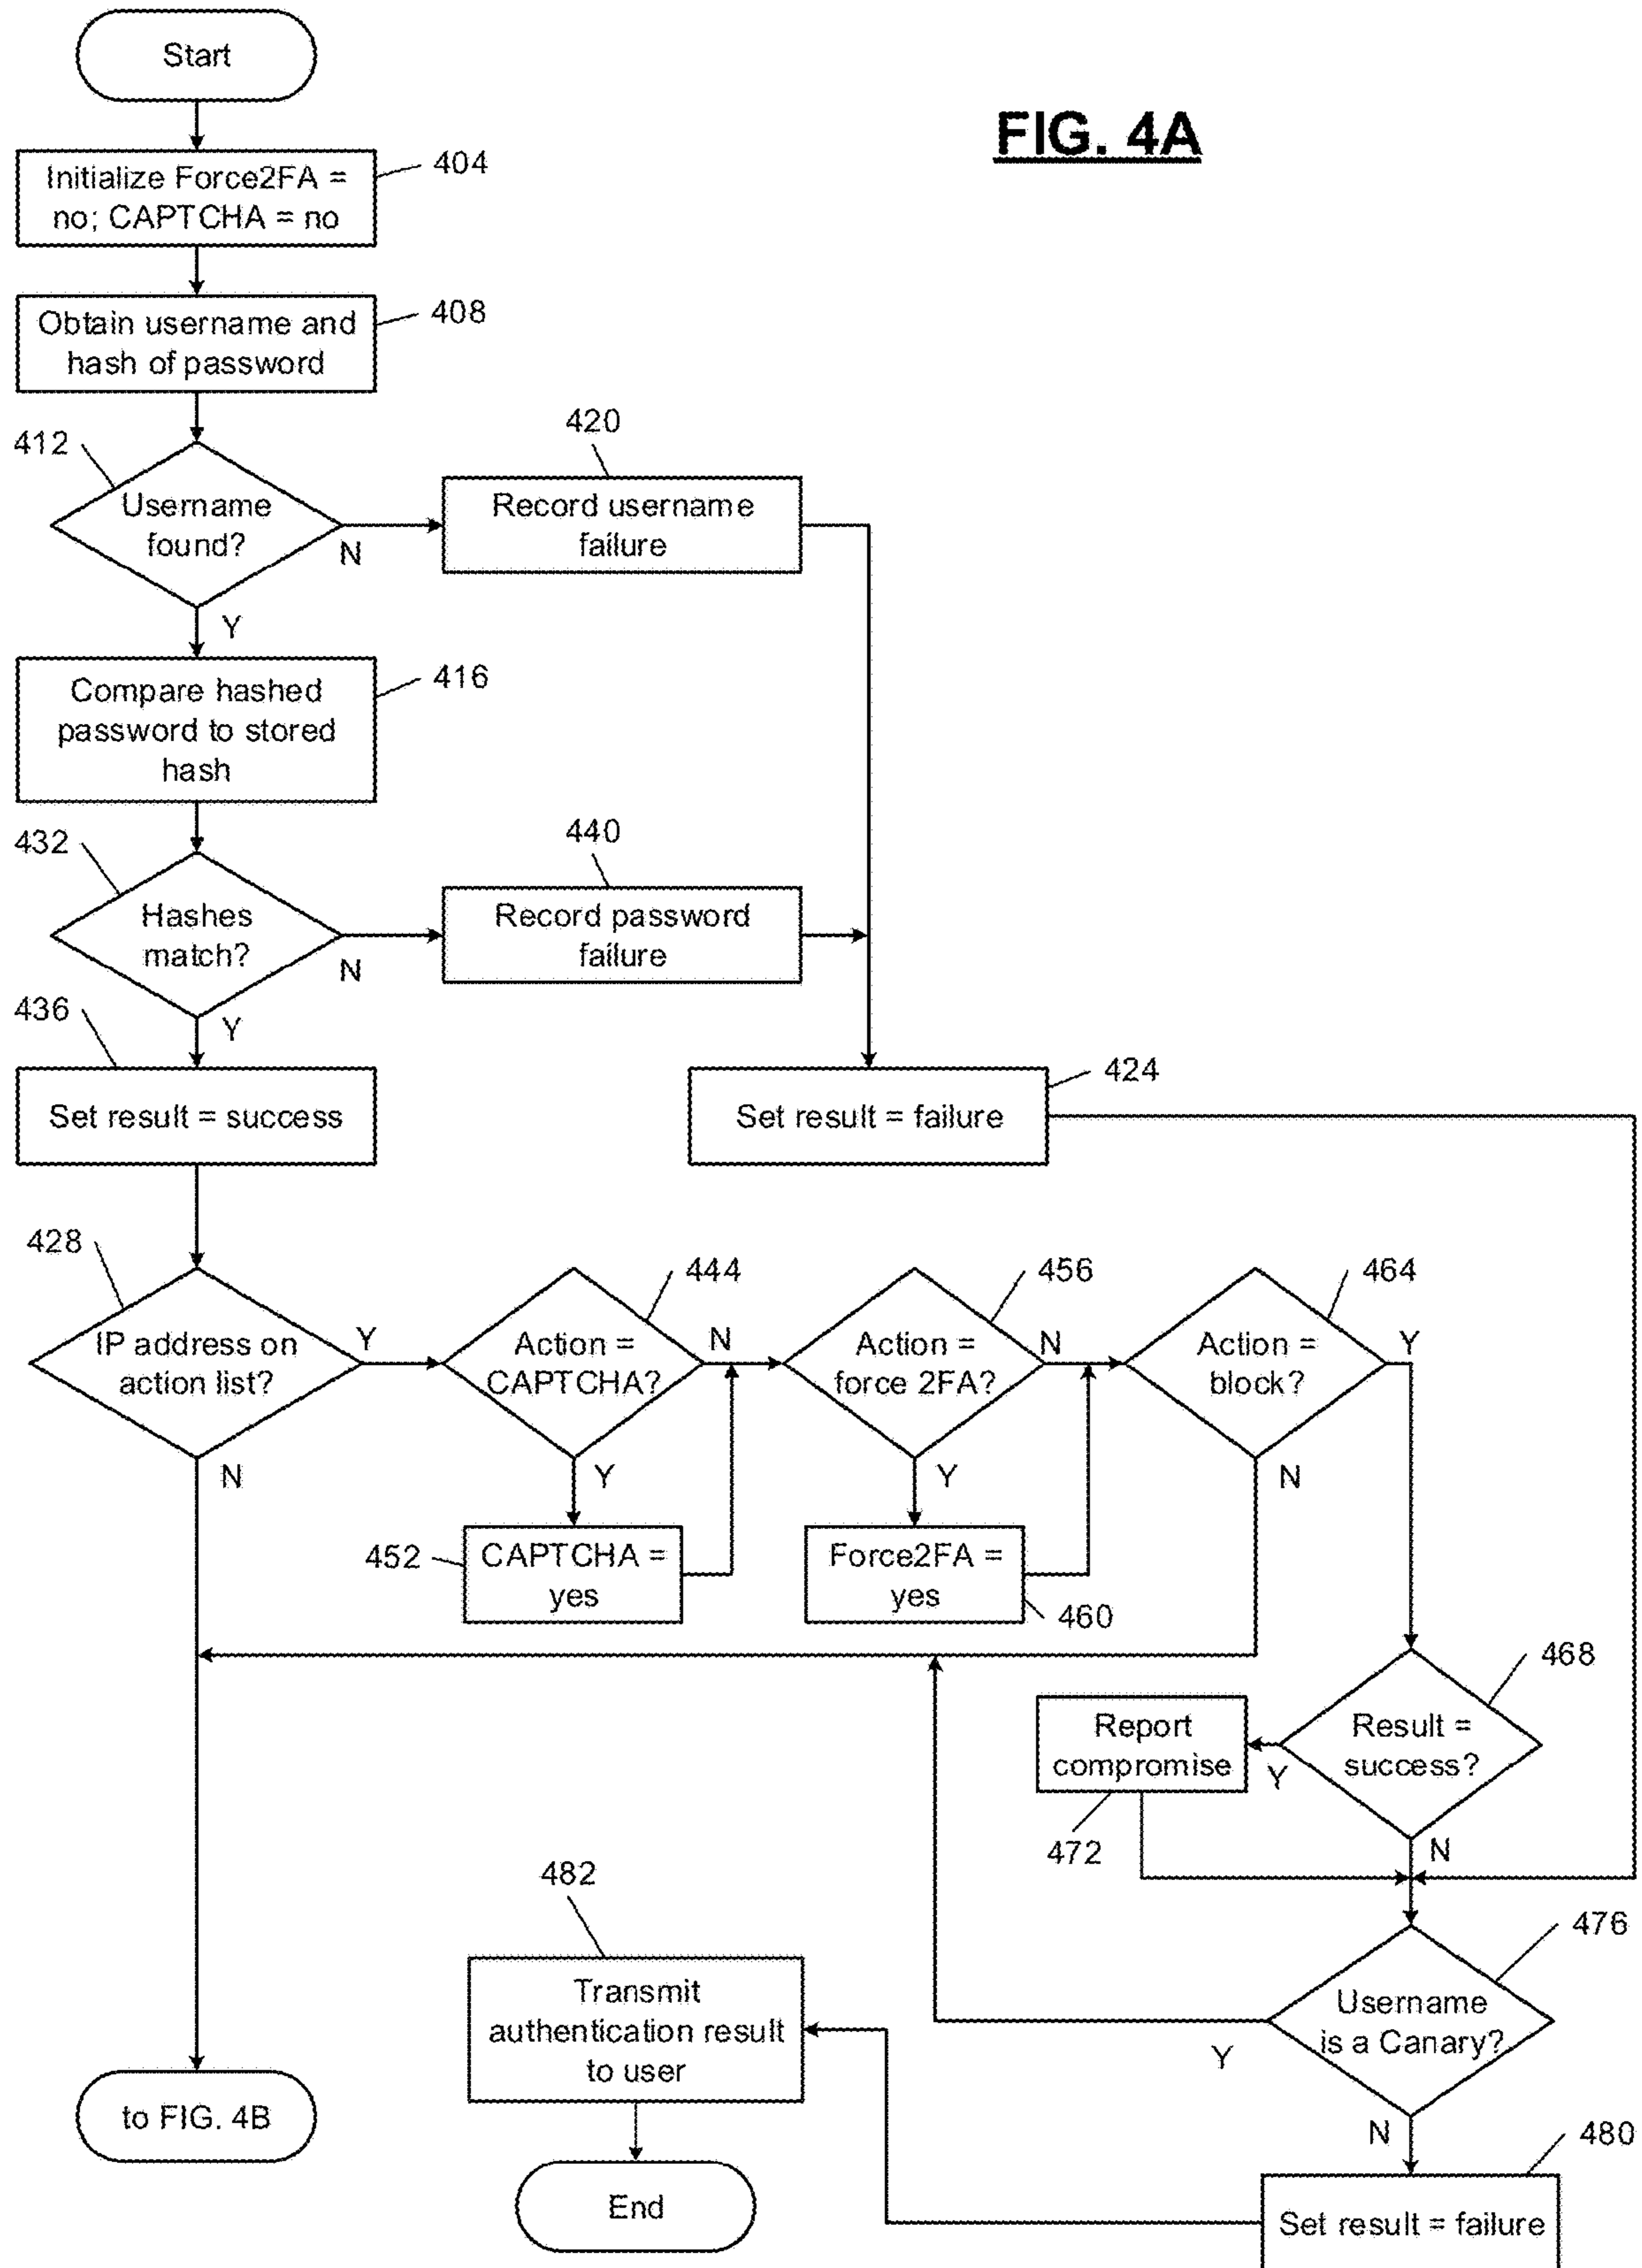 Start
FIG. 4A
Initialize Force2FA =
no; CAPTCHA = no
404
Obtain username and
hash of password
408
412
Username
found?
N
Y
420
Record username
failure
Compare hashed
password to stored
hash
416
432
Hashes
match?
N
Y
440
Record password
failure
436
Set result = success
424
Set result = failure
428
IP address on
action list?
Y
N
444
Action =
CAPTCHA?
N
Y
456
Action =
force 2FA?
N
Y
464
Action =
block?
Y
N
452
CAPTCHA =
yes
Force2FA =
yes
460
468
Result =
success?
Y
N
Report
compromise
472
482
Transmit
authentication result
to user
476
Username
is a Canary?
Y
N
to FIG. 4B
End
480
Set result = failure